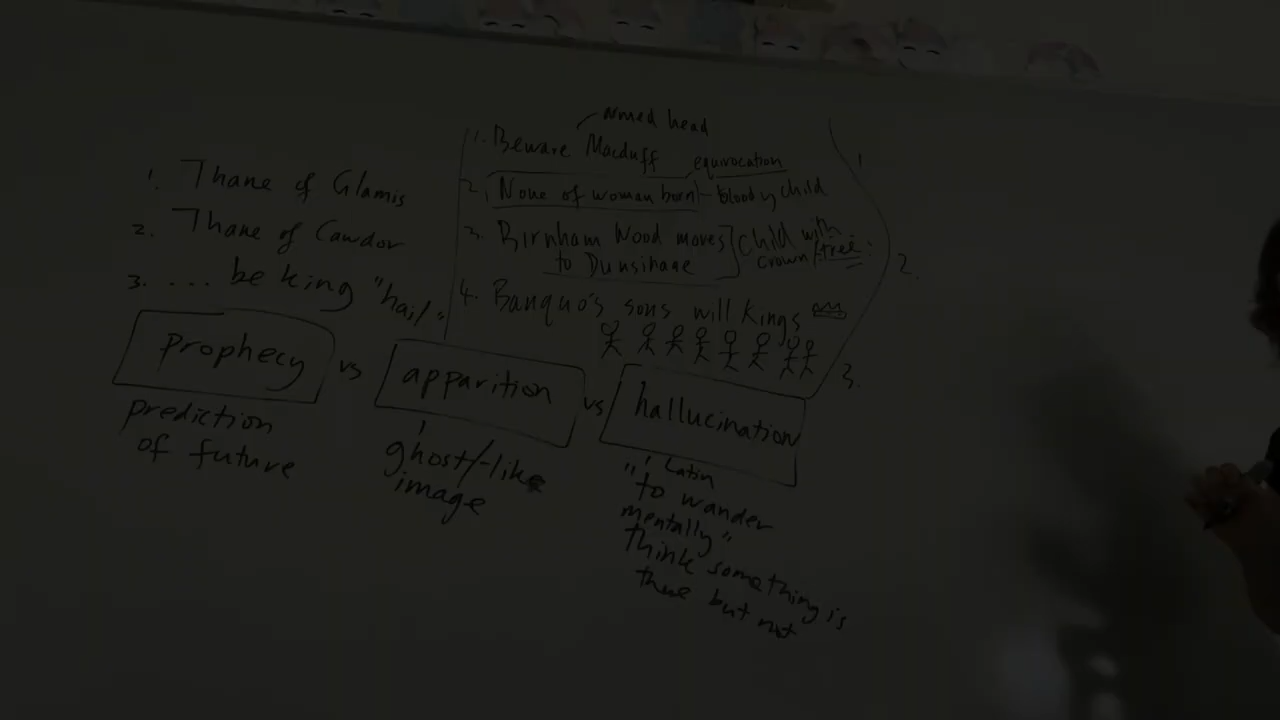 1. Thane of Glamis
2. Thane of Cawdor
3. .... be king "hail"
armed head
1. Beware Macduff equivocation
2. None of woman born - bloody child
3. Birnham Wood moves to Dunsinane
child with crown/tree.
4. Banquo's sons will kings
1.
2.
3.
prophecy vs apparition vs hallucination
prediction
of future
ghost/-like
image
Latin
"to wander
mentally"
think something is
there but not